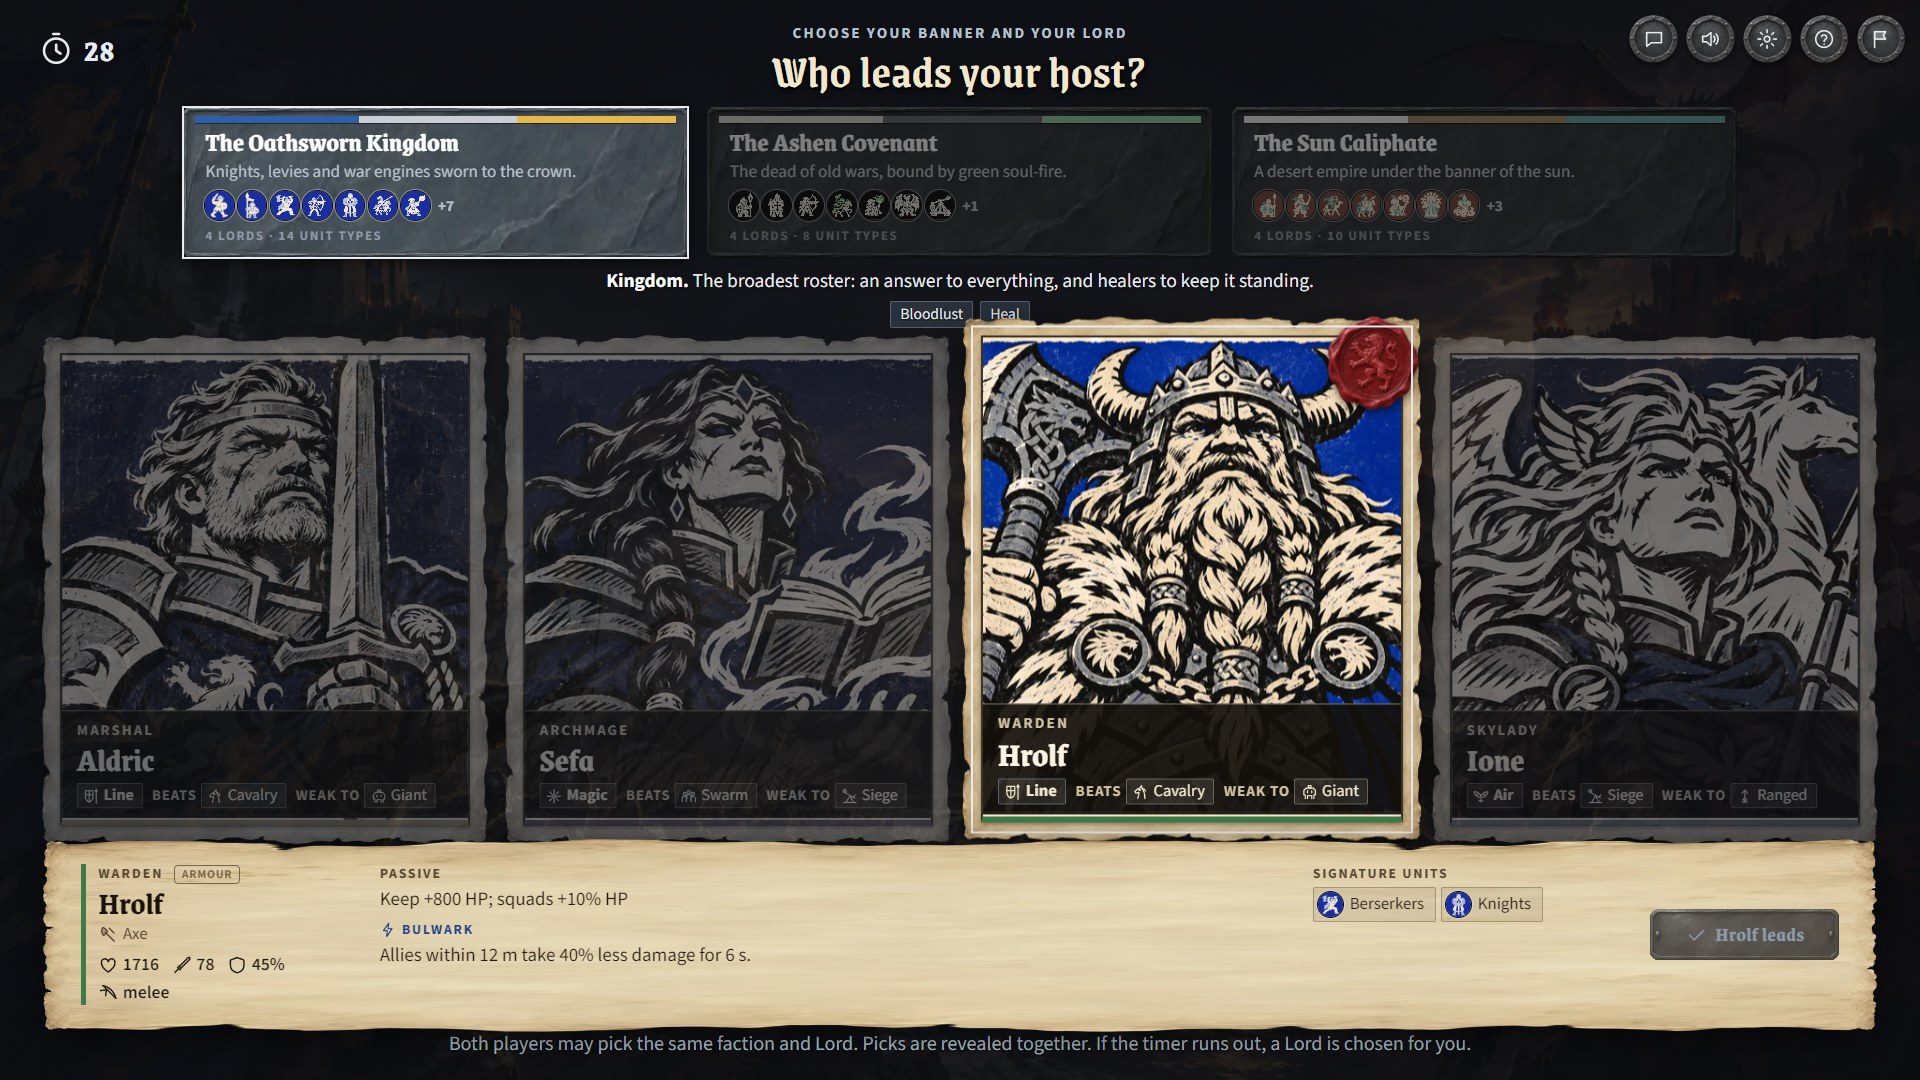 28
CHOOSE YOUR BANNER AND YOUR LORD
Who leads your host?
The Oathsworn Kingdom
Knights, levies and war engines sworn to the crown.
+7
4 LORDS · 14 UNIT TYPES
The Ashen Covenant
The dead of old wars, bound by green soul-fire.
+1
4 LORDS · 8 UNIT TYPES
The Sun Caliphate
A desert empire under the banner of the sun.
+3
4 LORDS · 10 UNIT TYPES
Kingdom. The broadest roster: an answer to everything, and healers to keep it standing.
Bloodlust Heal
MARSHAL
Aldric
Line BEATS Cavalry WEAK TO Giant
ARCHMAGE
Sefa
Magic BEATS Swarm WEAK TO Siege
WARDEN
Hrolf
Line BEATS Cavalry WEAK TO Giant
SKYLADY
Ione
Air BEATS Siege WEAK TO Ranged
WARDEN ARMOUR
Hrolf
Axe
1716 78 45%
melee
PASSIVE
Keep +800 HP; squads +10% HP
BULWARK
Allies within 12 m take 40% less damage for 6 s.
SIGNATURE UNITS
Berserkers Knights
Hrolf leads
Both players may pick the same faction and Lord. Picks are revealed together. If the timer runs out, a Lord is chosen for you.